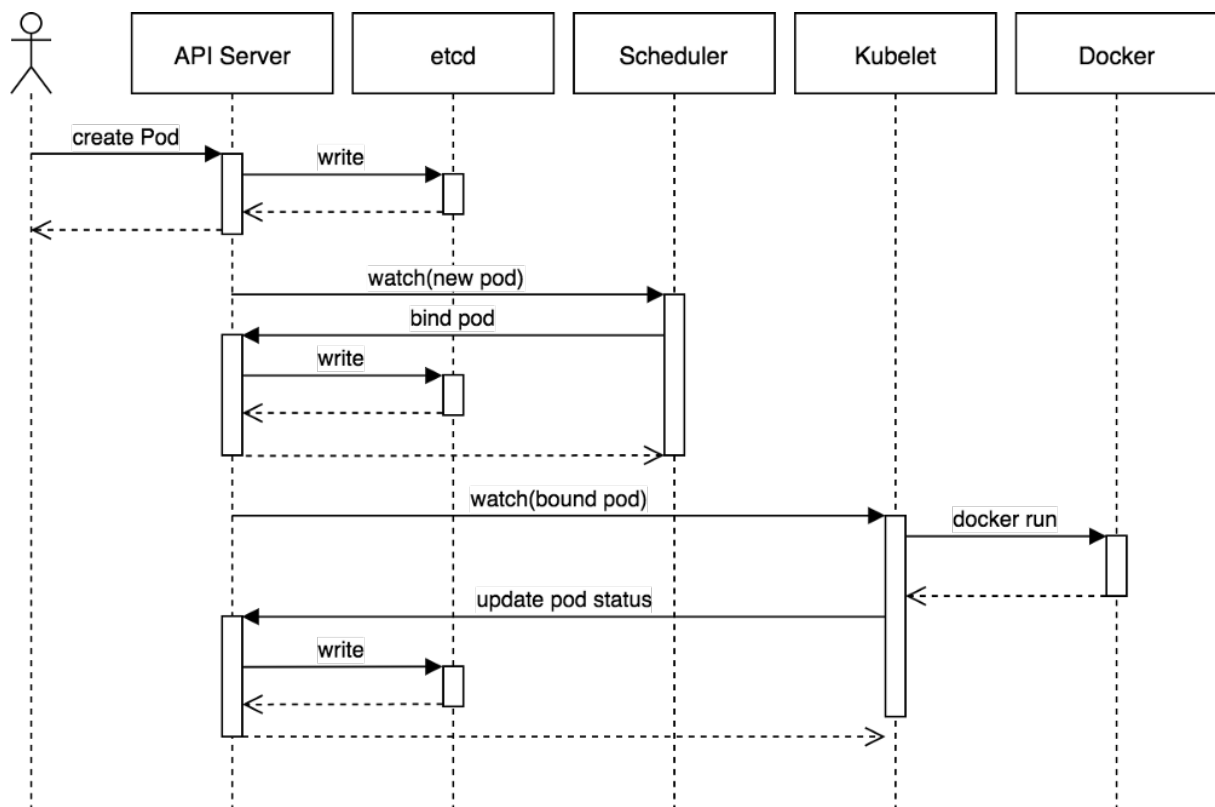 API Server
etcd
Scheduler
Kubelet
Docker
create Pod
write
watch(new pod)
bind pod
write
watch(bound pod)
docker run
update pod status
write